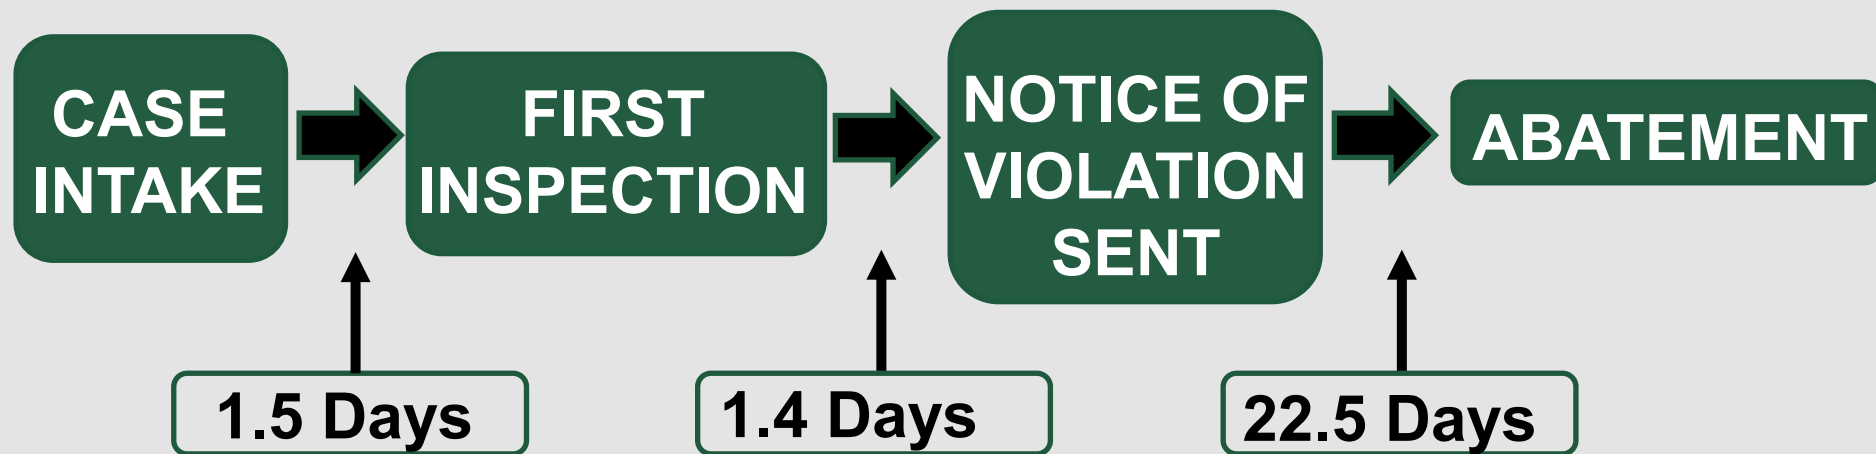 CASE
INTAKE
FIRST
INSPECTION
NOTICE OF
VIOLATION
SENT
ABATEMENT
1.5 Days
1.4 Days
22.5 Days